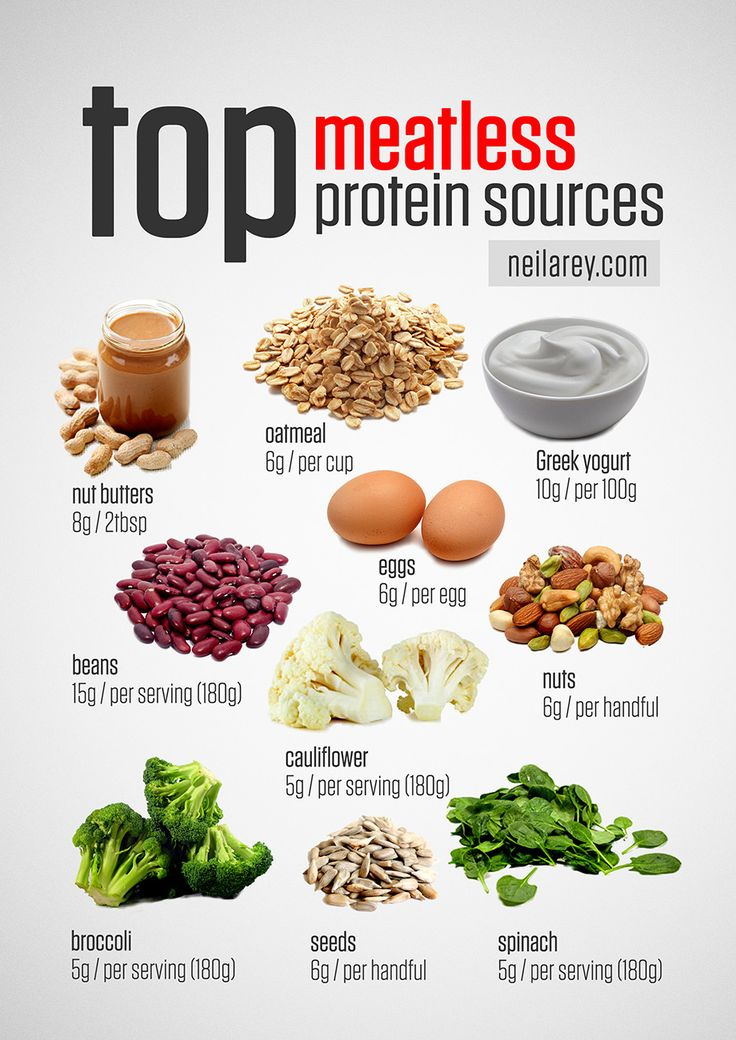 top meatless
protein sources
neilarey.com
oatmeal
6g / per cup
Greek yogurt
10g / per 100g
nut butters
8g / 2tbsp
eggs
6g / per egg
beans
15g / per serving (180g)
nuts
6g / per handful
cauliflower
5g / per serving (180g)
broccoli
5g / per serving (180g)
seeds
6g / per handful
spinach
5g / per serving (180g)